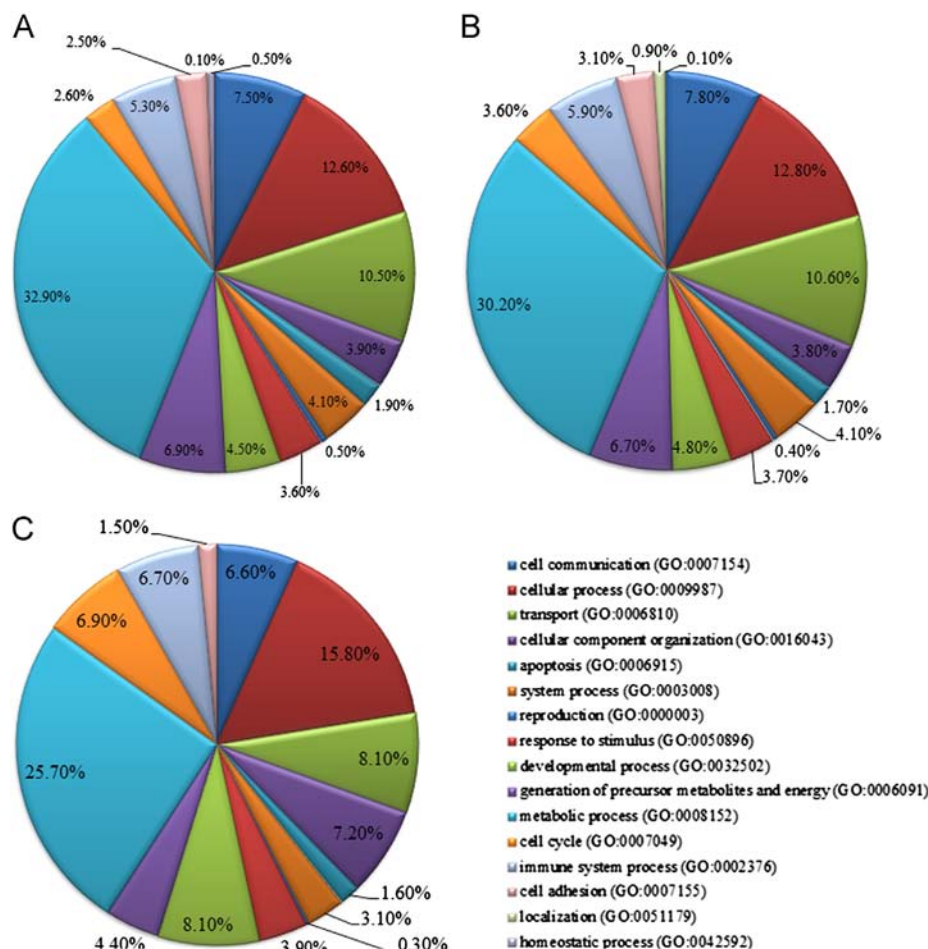 A
2.50%
0.10%
0.50%
2.60%
5.30%
7.50%
12.60%
10.50%
3.90%
1.90%
4.10%
0.50%
3.60%
4.50%
6.90%
32.90%
B
3.10%
0.90%
0.10%
3.60%
5.90%
7.80%
12.80%
10.60%
3.80%
1.70%
4.10%
0.40%
3.70%
4.80%
6.70%
30.20%
C
1.50%
6.70%
6.60%
6.90%
15.80%
8.10%
7.20%
1.60%
3.10%
0.30%
3.90%
8.10%
4.40%
25.70%
cell communication (GO:0007154)
cellular process (GO:0009987)
transport (GO:0006810)
cellular component organization (GO:0016043)
apoptosis (GO:0006915)
system process (GO:0003008)
reproduction (GO:0000003)
response to stimulus (GO:0050896)
developmental process (GO:0032502)
generation of precursor metabolites and energy (GO:0006091)
metabolic process (GO:0008152)
cell cycle (GO:0007049)
immune system process (GO:0002376)
cell adhesion (GO:0007155)
localization (GO:0051179)
homeostatic process (GO:0042592)